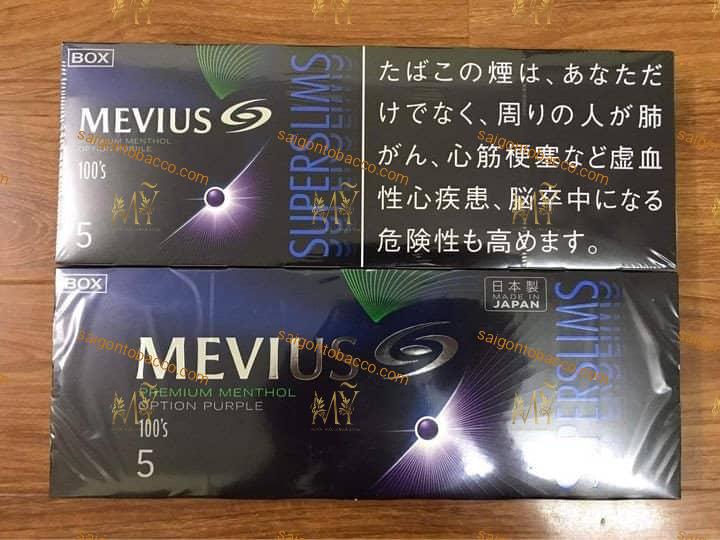 BOX
MEVIUS
PREMIUM MENTHOL
OPTION PURPLE
100's
5
SUPERSLIMS
たばこの煙は、あなただ
けでなく、周りの人が肺
がん、心筋梗塞など虚血
性心疾患、脳卒中になる
危険性も高めます。
BOX
日本製
MADE IN
JAPAN
MEVIUS
PREMIUM MENTHOL
OPTION PURPLE
100's
5
SUPERSLIMS
saigontobacco.com
MỸ